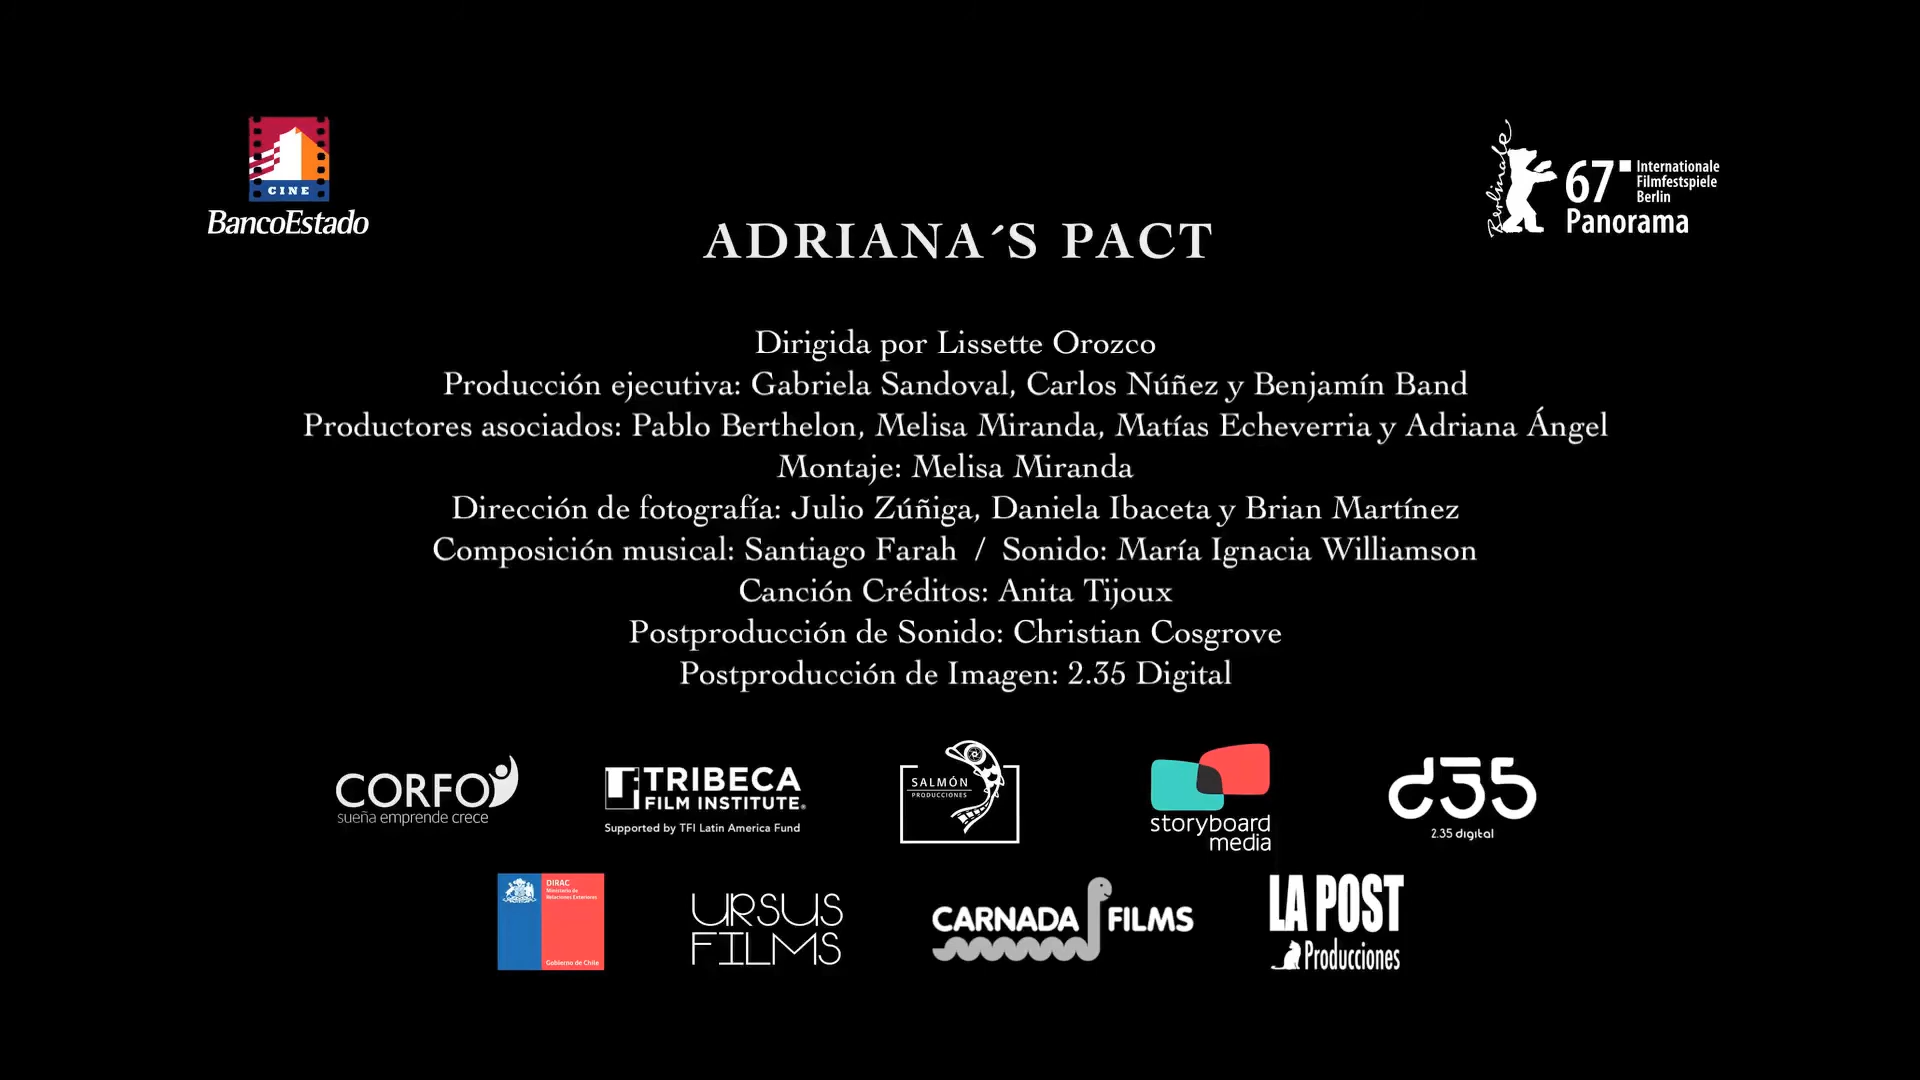 CINE
BancoEstado
Berlinale
67 Internationale
Filmfestspiele
Berlin
Panorama
ADRIANA´S PACT
Dirigida por Lissette Orozco
Producción ejecutiva: Gabriela Sandoval, Carlos Núñez y Benjamín Band
Productores asociados: Pablo Berthelon, Melisa Miranda, Matías Echeverria y Adriana Ángel
Montaje: Melisa Miranda
Dirección de fotografía: Julio Zúñiga, Daniela Ibaceta y Brian Martínez
Composición musical: Santiago Farah / Sonido: María Ignacia Williamson
Canción Créditos: Anita Tijoux
Postproducción de Sonido: Christian Cosgrove
Postproducción de Imagen: 2.35 Digital
CORFO
sueña emprende crece
TRIBECA
FILM INSTITUTE®
Supported by TFI Latin America Fund
SALMÓN
PRODUCCIONES
storyboard
media
d35
2.35 digital
DIRAC
Ministerio de
Relaciones Exteriores
Gobierno de Chile
URSUS
FILMS
CARNADA FILMS
LA POST
Producciones